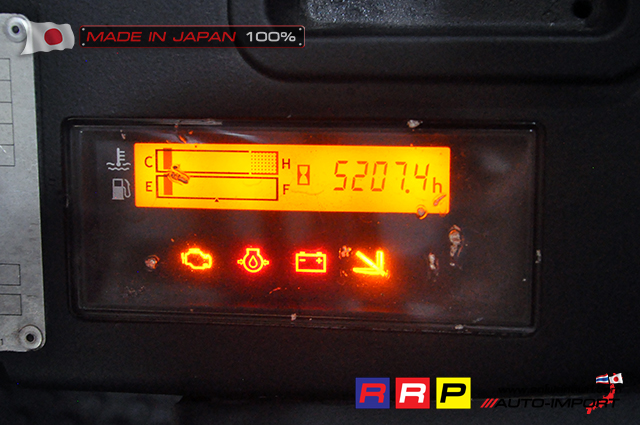 MADE IN JAPAN 100%
C H 5207.4h
E F
RRP
///AUTO-IMPORT